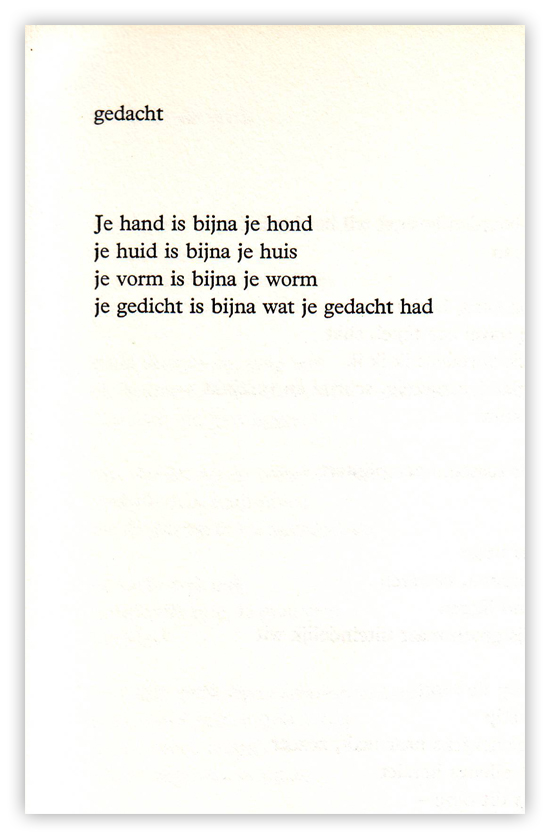 gedacht
Je hand is bijna je hond
je huid is bijna je huis
je vorm is bijna je worm
je gedicht is bijna wat je gedacht had